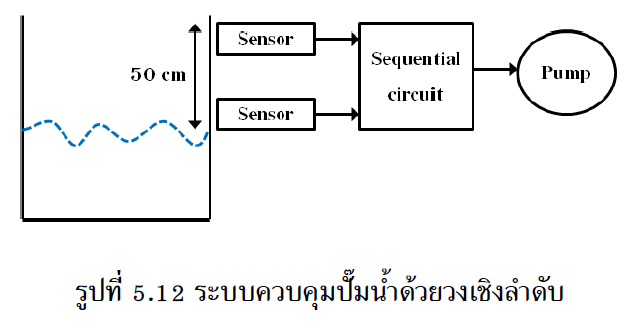 Sensor
50 cm
Sequential
circuit
Pump
Sensor
รูปที่ 5.12 ระบบควบคุมปั๊มน้ำด้วยวงเชิงลำดับ